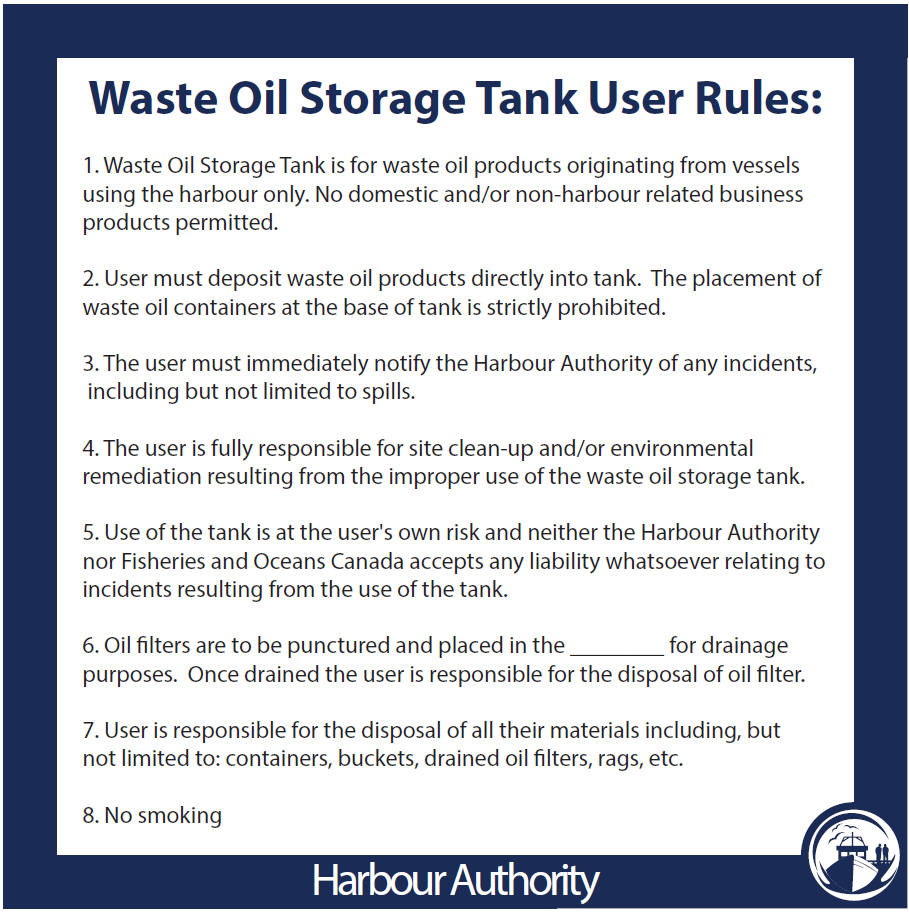 Waste Oil Storage Tank User Rules:
1. Waste Oil Storage Tank is for waste oil products originating from vessels
using the harbour only. No domestic and/or non-harbour related business
products permitted.
2. User must deposit waste oil products directly into tank.  The placement of
waste oil containers at the base of tank is strictly prohibited.
3. The user must immediately notify the Harbour Authority of any incidents,
including but not limited to spills.
4. The user is fully responsible for site clean-up and/or environmental
remediation resulting from the improper use of the waste oil storage tank.
5. Use of the tank is at the user's own risk and neither the Harbour Authority
nor Fisheries and Oceans Canada accepts any liability whatsoever relating to
incidents resulting from the use of the tank.
6. Oil filters are to be punctured and placed in the ________ for drainage
purposes.  Once drained the user is responsible for the disposal of oil filter.
7. User is responsible for the disposal of all their materials including, but
not limited to: containers, buckets, drained oil filters, rags, etc.
8. No smoking
Harbour Authority